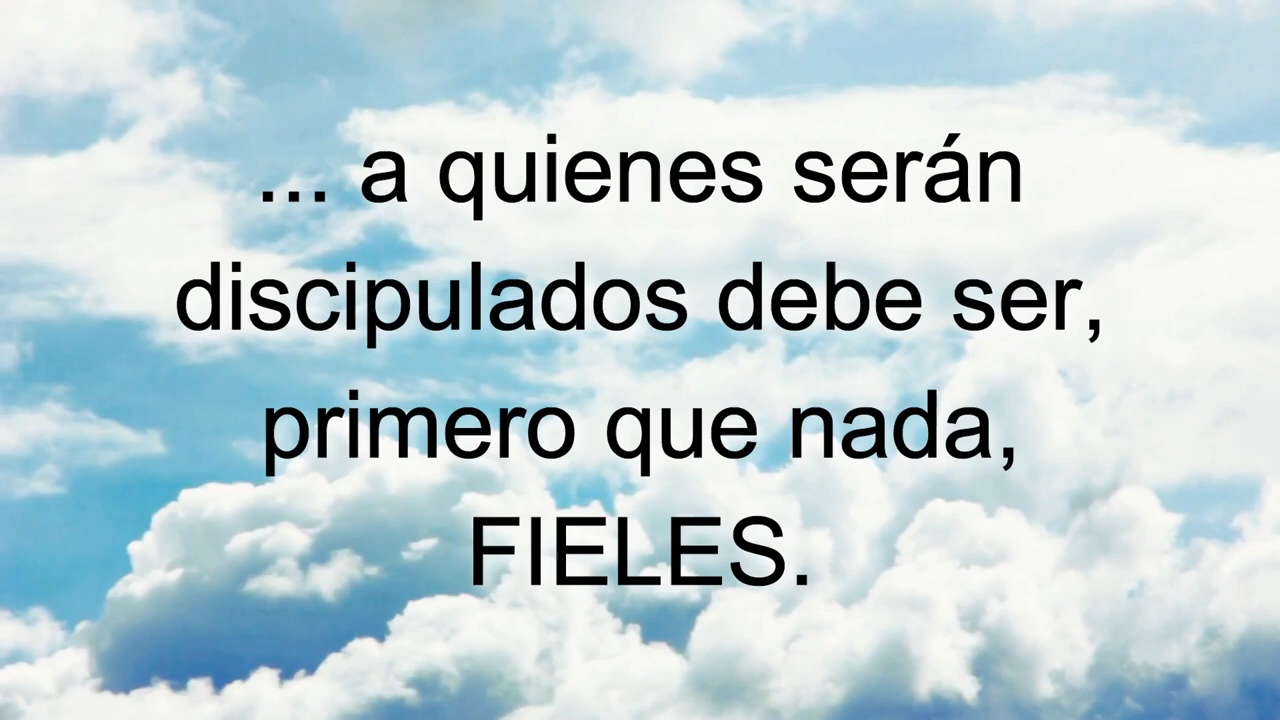 ... a quienes serán
discipulados debe ser,
primero que nada,
FIELES.